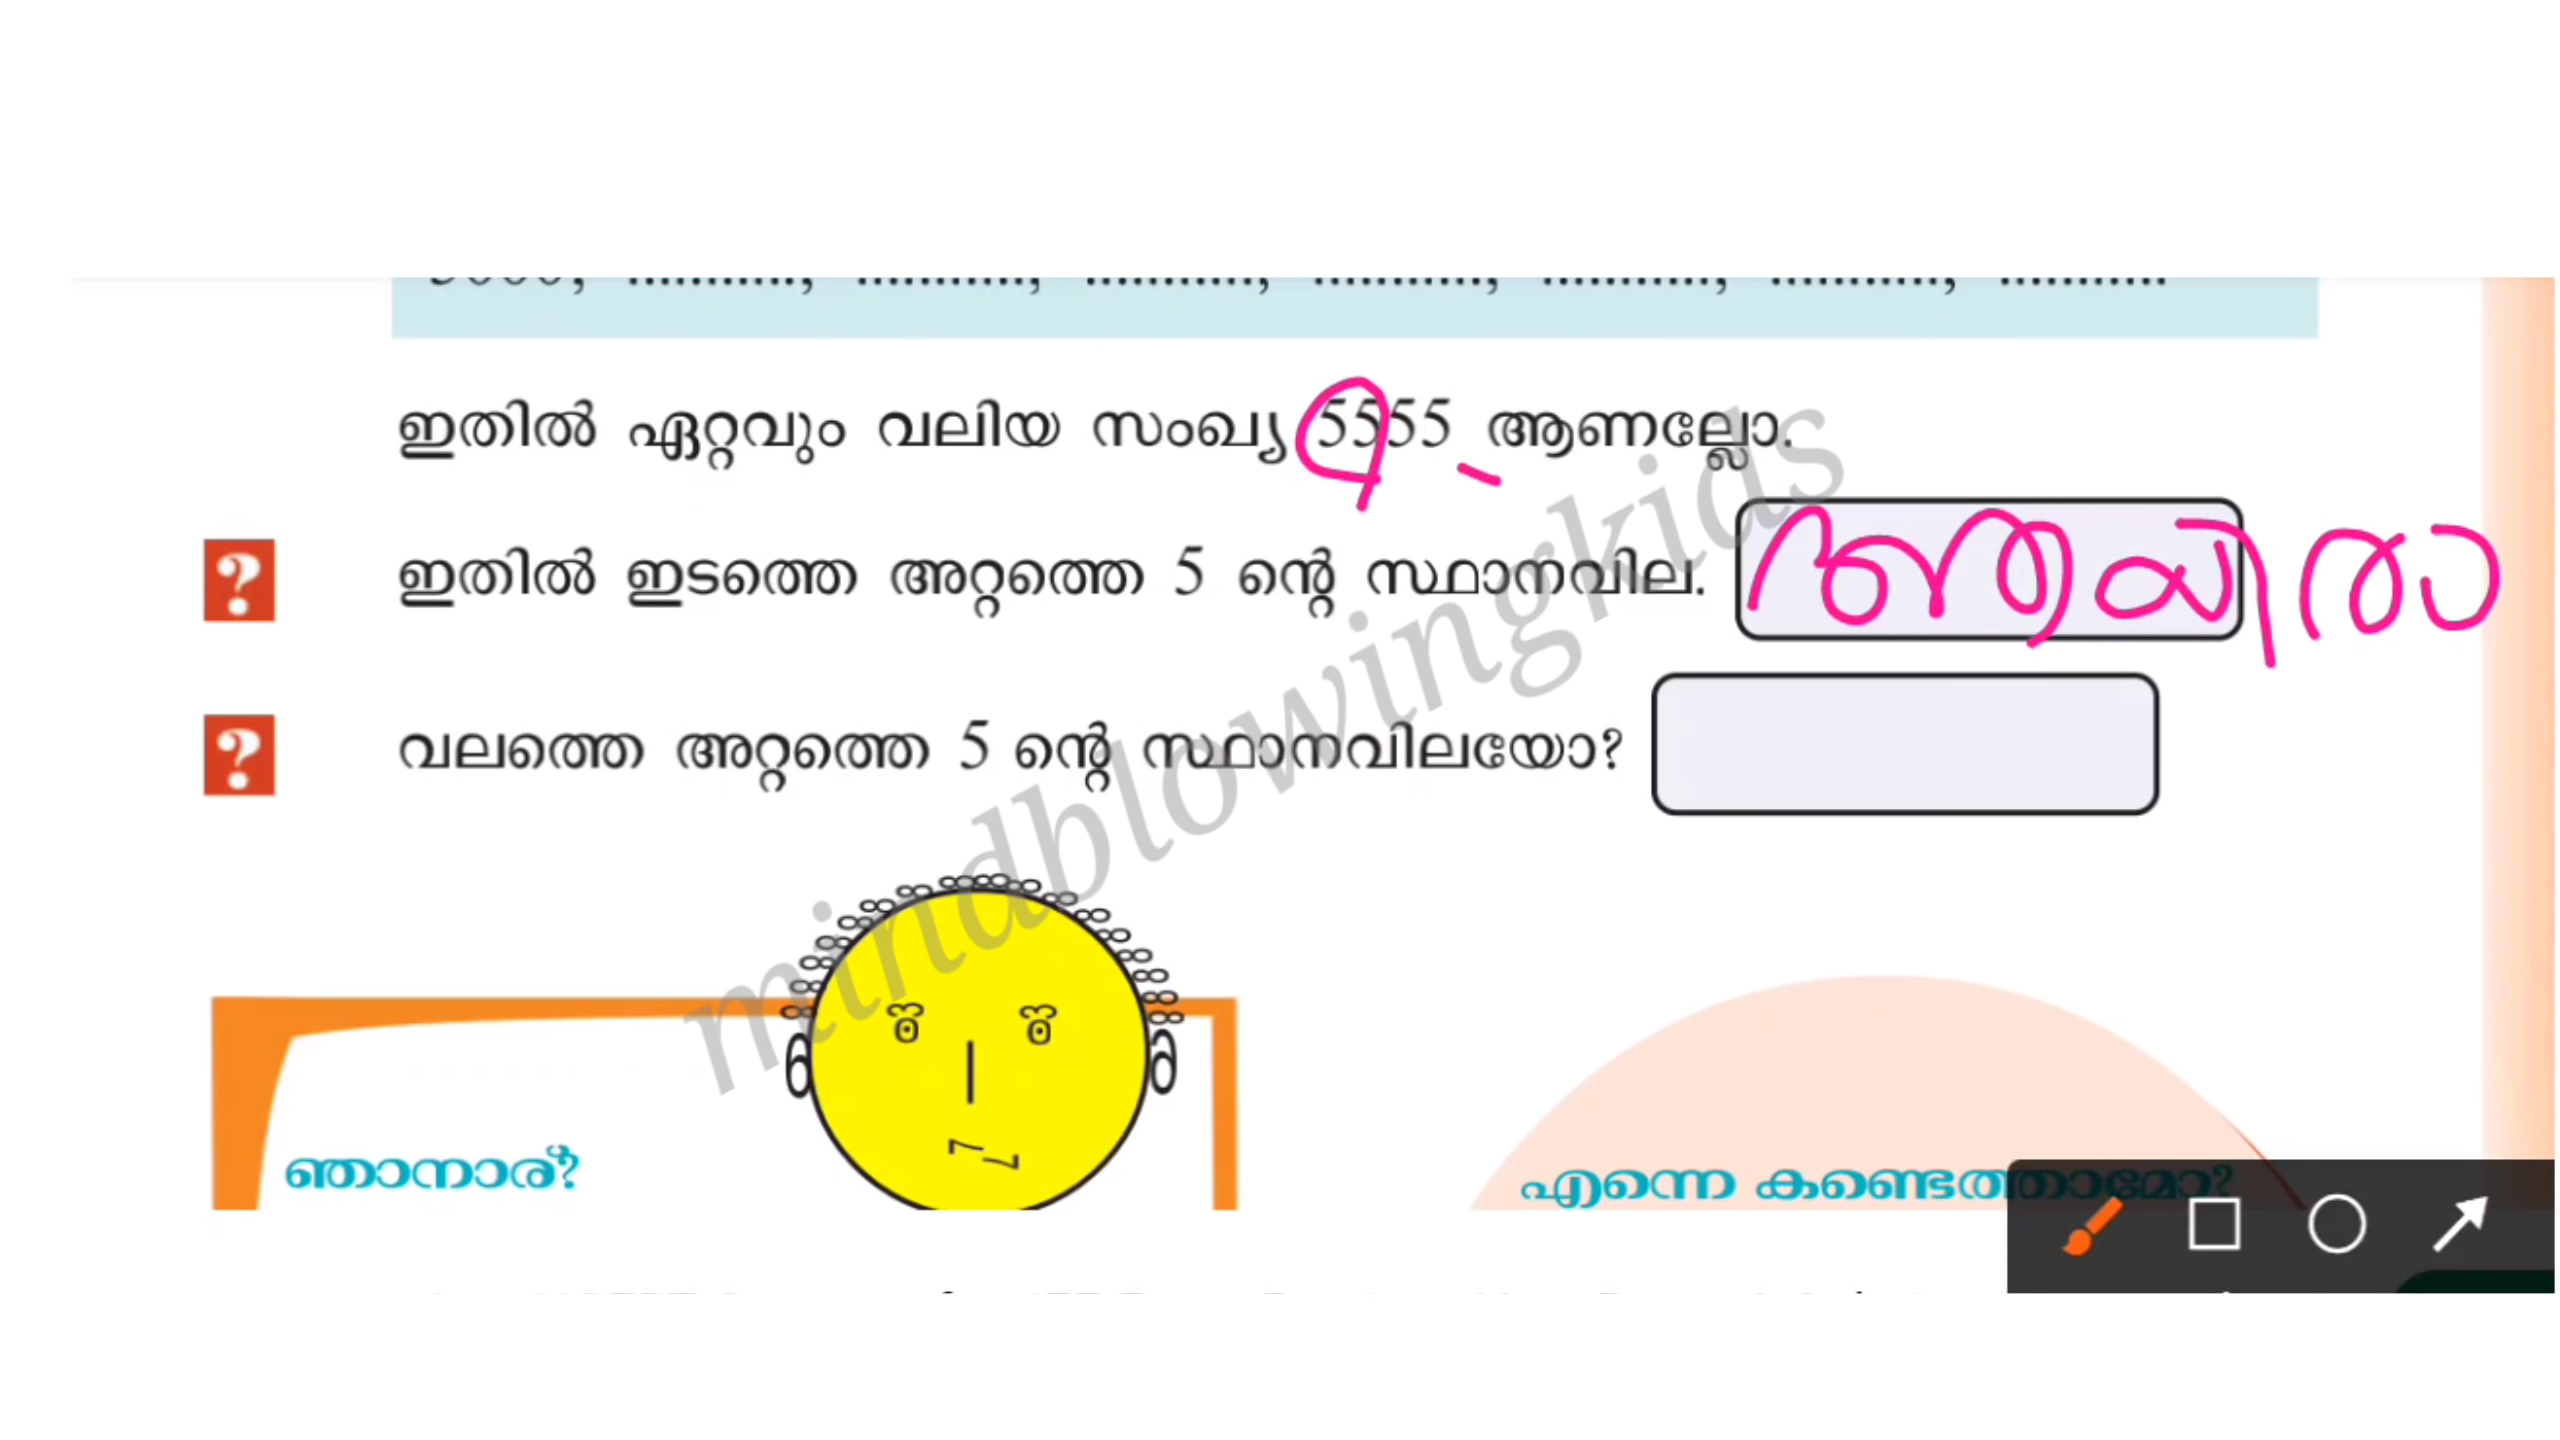 ഇതിൽ ഏറ്റവും വലിയ സംഖ്യ 5555 ആണല്ലോ.
ഇതിൽ ഇടത്തെ അറ്റത്തെ 5 ന്റെ സ്ഥാനവില. ആയിരം
വലത്തെ അറ്റത്തെ 5 ന്റെ സ്ഥാനവിലയോ?
mindblowingkids
ഞാനാര്?
എന്നെ കണ്ടെത്താമോ?